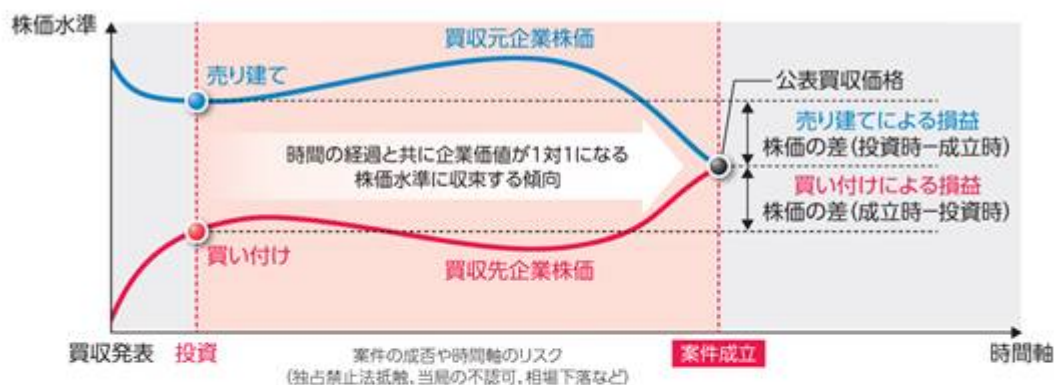 株価水準
買収元企業株価
売り建て
公表買収価格
売り建てによる損益
株価の差(投資時ー成立時)
時間の経過と共に企業価値が1対1になる
株価水準に収束する傾向
買い付けによる損益
株価の差(成立時ー投資時)
買い付け
買収先企業株価
買収発表
投資
案件の成否や時間軸のリスク
(独占禁止法抵触、当局の不認可、相場下落など)
案件成立
時間軸